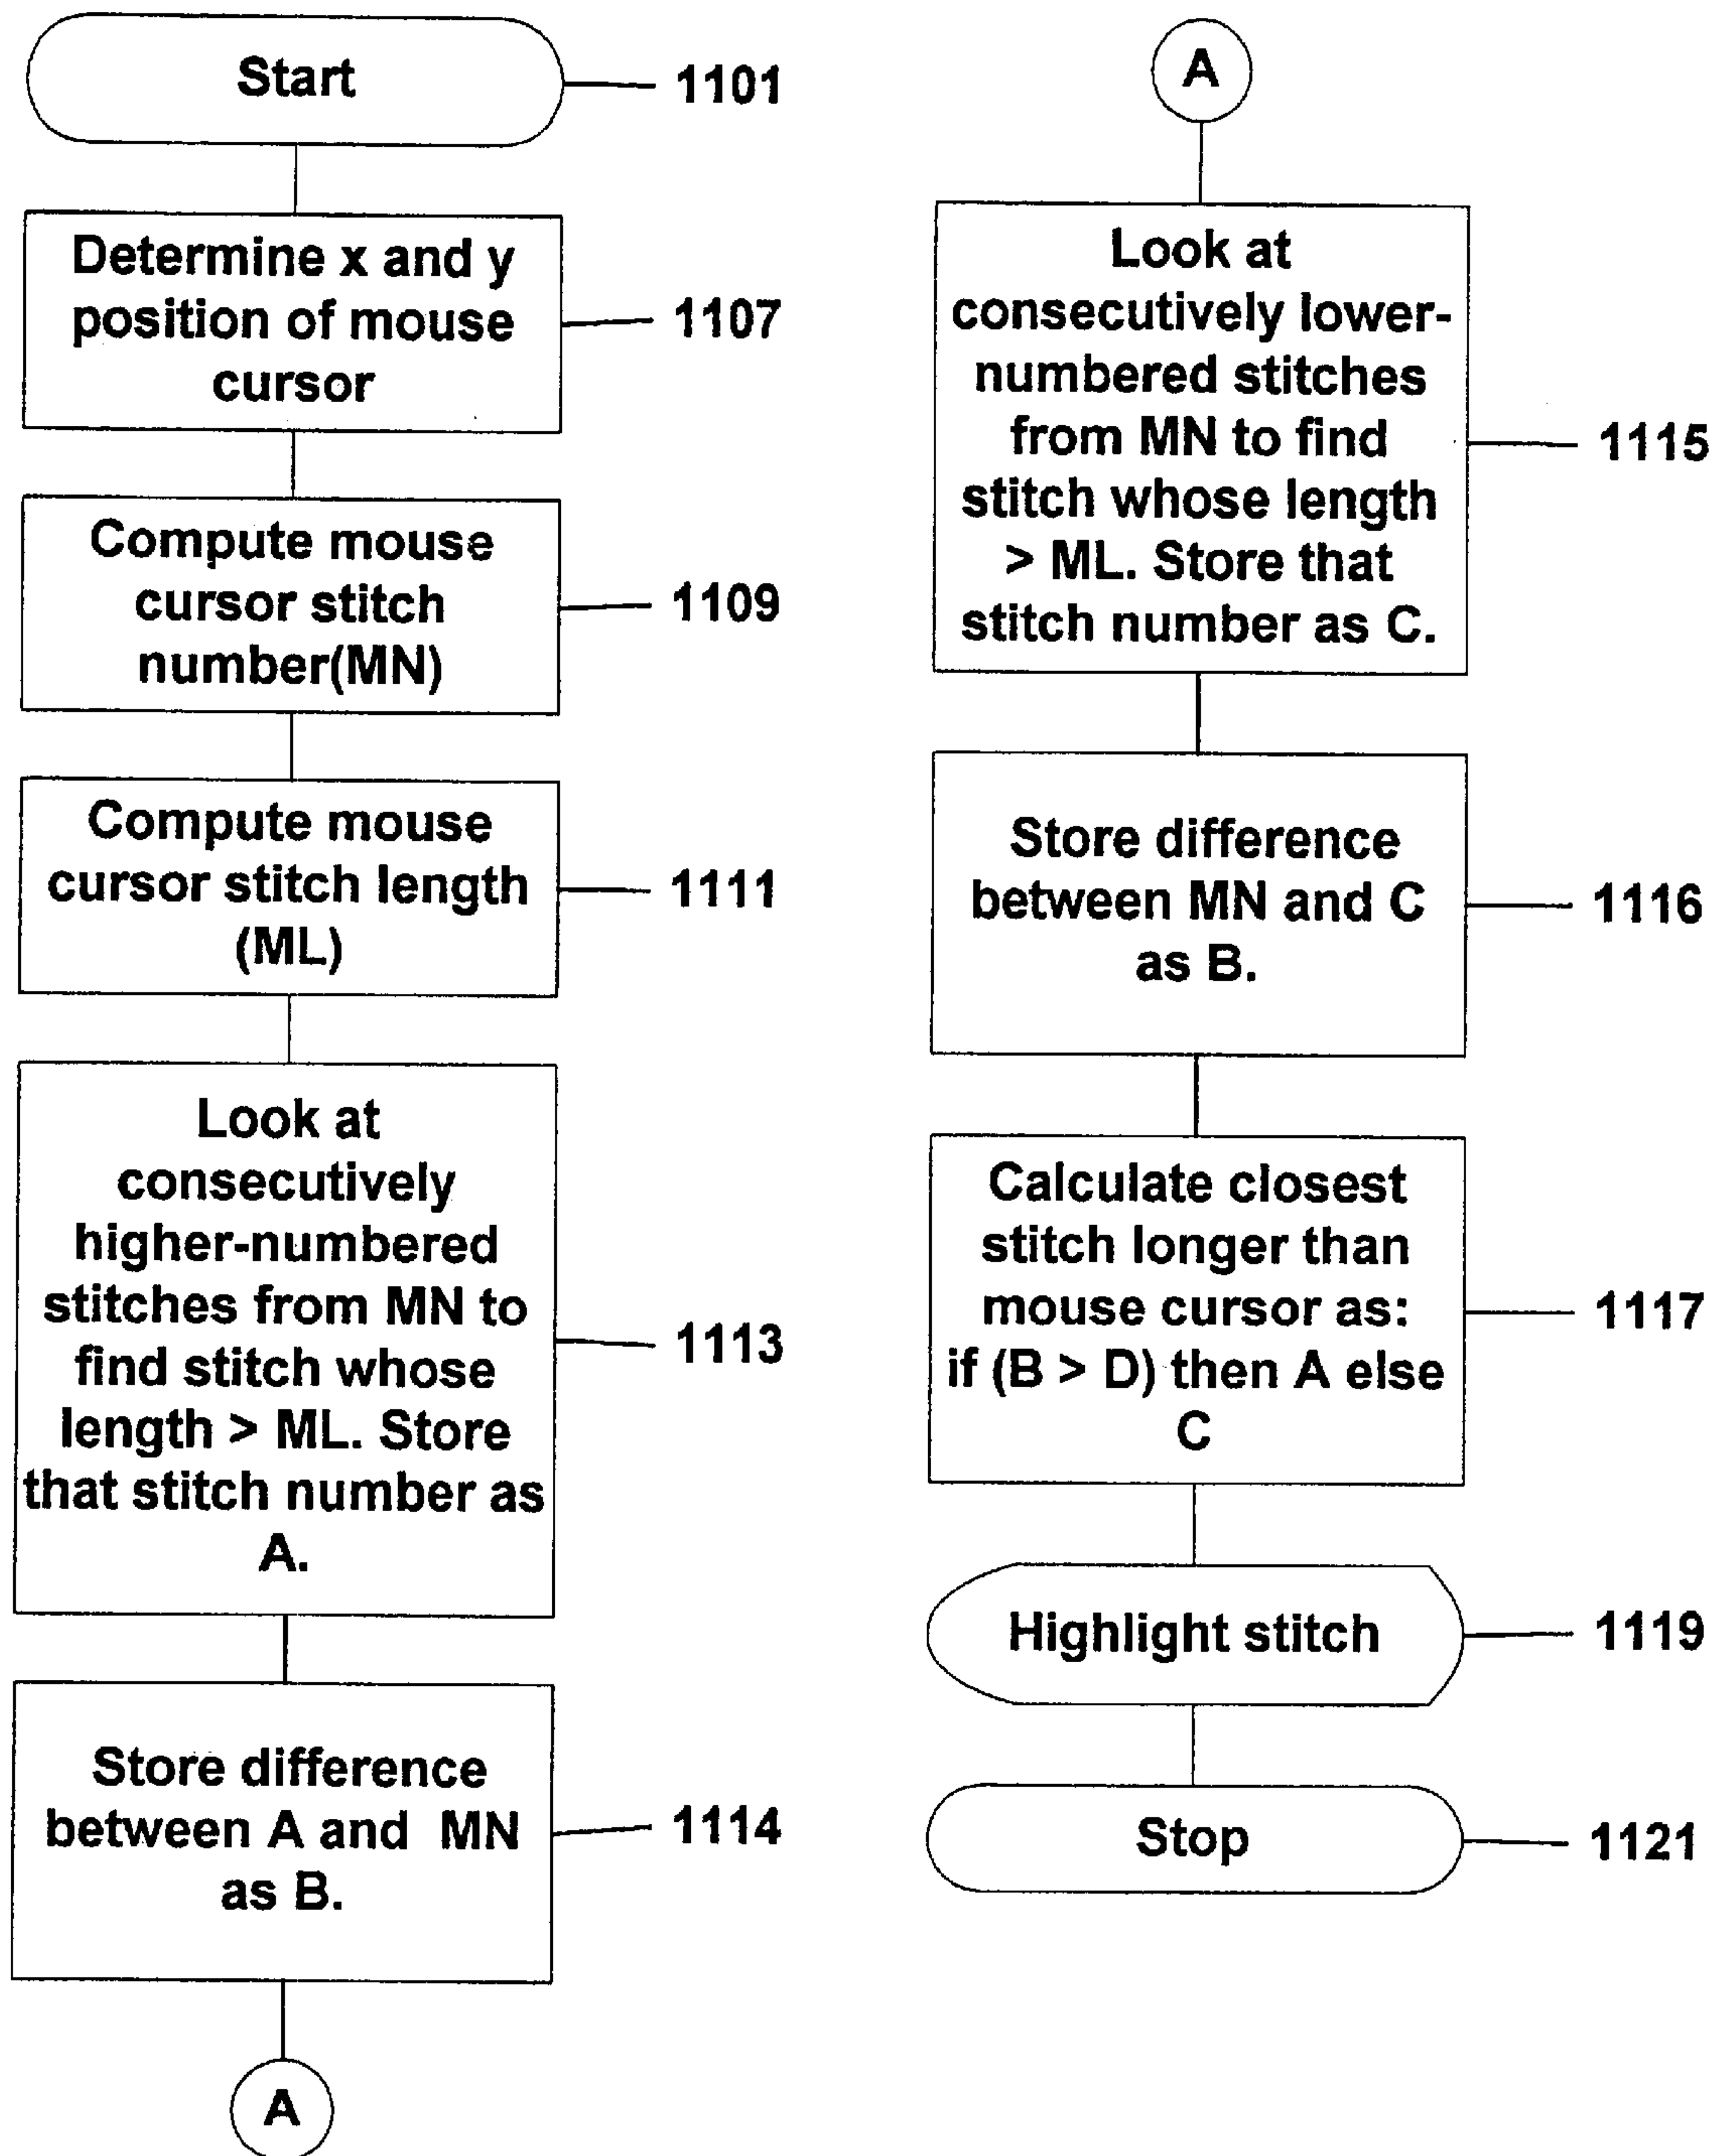 Start
1101
Determine x and y
position of mouse
cursor
1107
Compute mouse
cursor stitch
number(MN)
1109
Compute mouse
cursor stitch length
(ML)
1111
Look at
consecutively
higher-numbered
stitches from MN to
find stitch whose
length > ML. Store
that stitch number as
A.
1113
Store difference
between A and MN
as B.
1114
A
A
Look at
consecutively lower-
numbered stitches
from MN to find
stitch whose length
> ML. Store that
stitch number as C.
1115
Store difference
between MN and C
as B.
1116
Calculate closest
stitch longer than
mouse cursor as:
if (B > D) then A else
C
1117
Highlight stitch
1119
Stop
1121